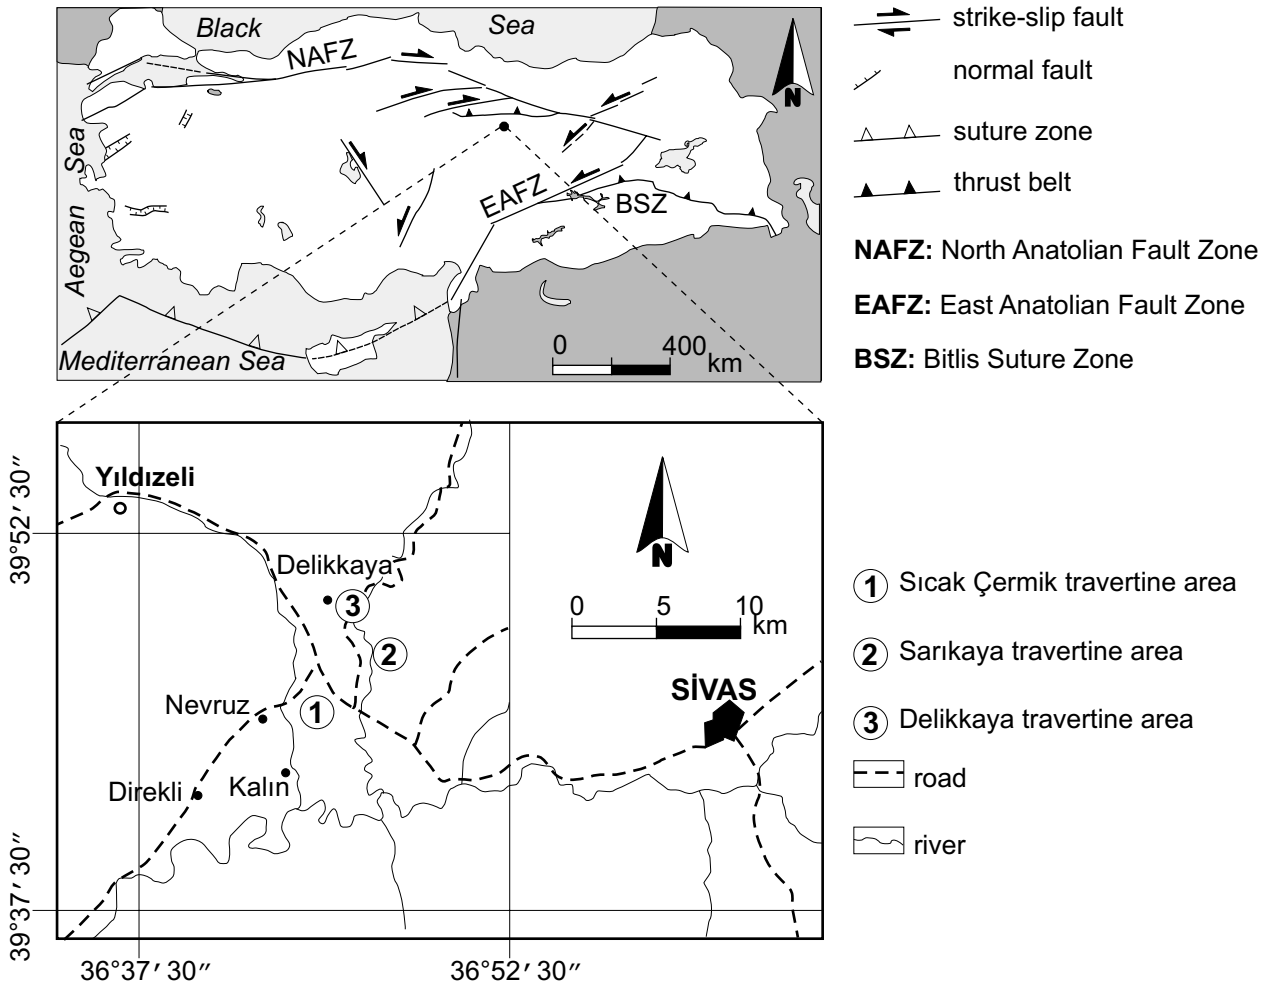 Black
Sea
NAFZ
N
Aegean Sea
EAFZ
BSZ
Mediterranean Sea
0 400
km
strike-slip fault
normal fault
suture zone
thrust belt
NAFZ: North Anatolian Fault Zone
EAFZ: East Anatolian Fault Zone
BSZ: Bitlis Suture Zone
39°52′ 30″
Yıldızeli
Delikkaya
N
3
0 5 10
km
2
SİVAS
Nevruz
1
Direkli
Kalın
39°37′ 30″
36°37′ 30″
36°52′ 30″
1 Sıcak Çermik travertine area
2 Sarıkaya travertine area
3 Delikkaya travertine area
road
river